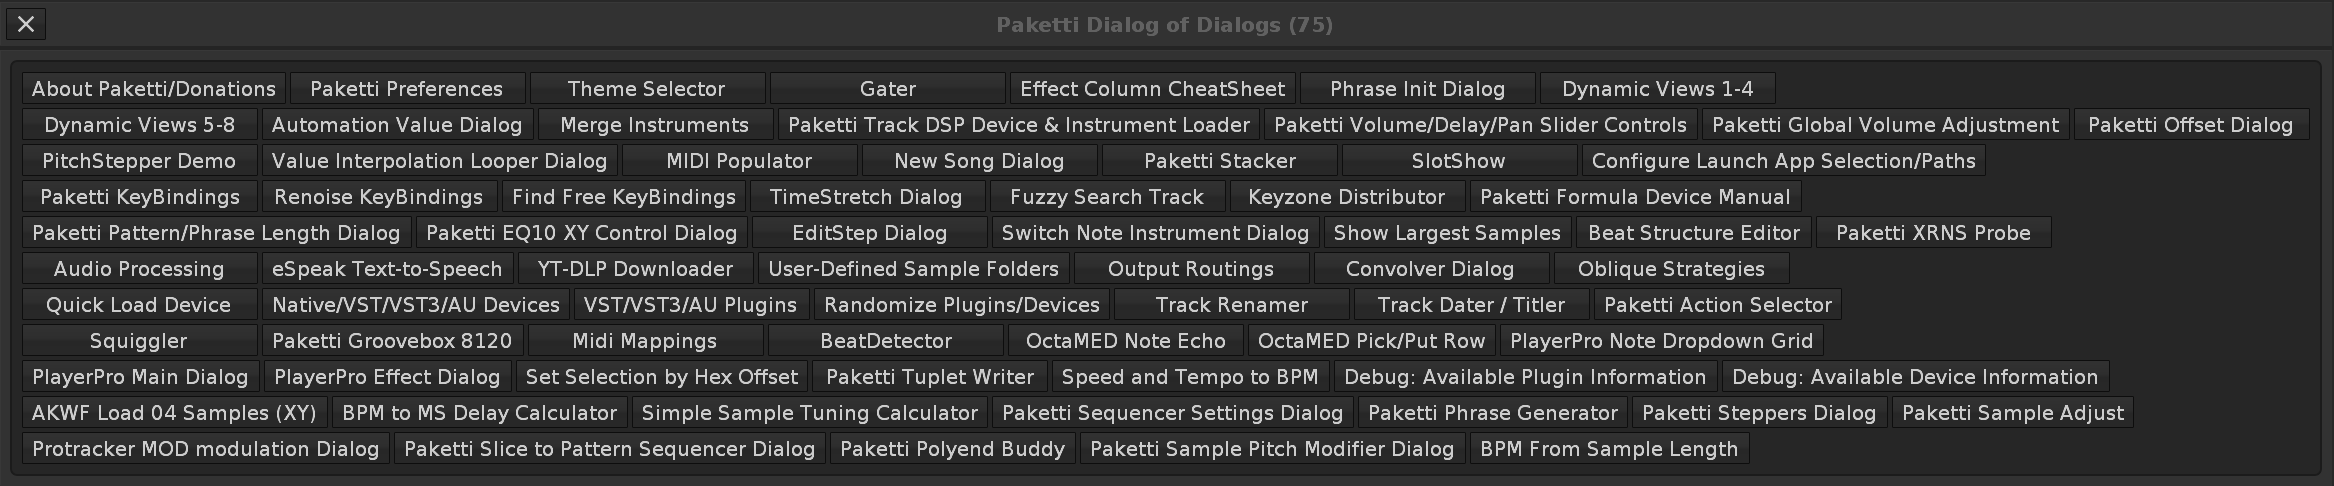 Paketti Dialog of Dialogs (75)
About Paketti/Donations Paketti Preferences Theme Selector Gater Effect Column CheatSheet Phrase Init Dialog Dynamic Views 1-4
Dynamic Views 5-8 Automation Value Dialog Merge Instruments Paketti Track DSP Device & Instrument Loader Paketti Volume/Delay/Pan Slider Controls Paketti Global Volume Adjustment Paketti Offset Dialog
PitchStepper Demo Value Interpolation Looper Dialog MIDI Populator New Song Dialog Paketti Stacker SlotShow Configure Launch App Selection/Paths
Paketti KeyBindings Renoise KeyBindings Find Free KeyBindings TimeStretch Dialog Fuzzy Search Track Keyzone Distributor Paketti Formula Device Manual
Paketti Pattern/Phrase Length Dialog Paketti EQ10 XY Control Dialog EditStep Dialog Switch Note Instrument Dialog Show Largest Samples Beat Structure Editor Paketti XRNS Probe
Audio Processing eSpeak Text-to-Speech YT-DLP Downloader User-Defined Sample Folders Output Routings Convolver Dialog Oblique Strategies
Quick Load Device Native/VST/VST3/AU Devices VST/VST3/AU Plugins Randomize Plugins/Devices Track Renamer Track Dater / Titler Paketti Action Selector
Squiggler Paketti Groovebox 8120 Midi Mappings BeatDetector OctaMED Note Echo OctaMED Pick/Put Row PlayerPro Note Dropdown Grid
PlayerPro Main Dialog PlayerPro Effect Dialog Set Selection by Hex Offset Paketti Tuplet Writer Speed and Tempo to BPM Debug: Available Plugin Information Debug: Available Device Information
AKWF Load 04 Samples (XY) BPM to MS Delay Calculator Simple Sample Tuning Calculator Paketti Sequencer Settings Dialog Paketti Phrase Generator Paketti Steppers Dialog Paketti Sample Adjust
Protracker MOD modulation Dialog Paketti Slice to Pattern Sequencer Dialog Paketti Polyend Buddy Paketti Sample Pitch Modifier Dialog BPM From Sample Length